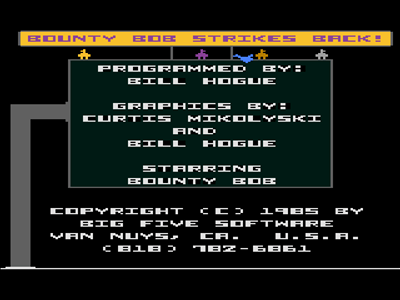 BOUNTY BOB STRIKES BACK!
PROGRAMMED BY:
BILL HOGUE
GRAPHICS BY:
CURTIS MIKOLYSKI
AND
BILL HOGUE
STARRING
BOUNTY BOB
COPYRIGHT (C) 1985 BY
BIG FIVE SOFTWARE
VAN NUYS, CA. U.S.A.
(818) 782-6861